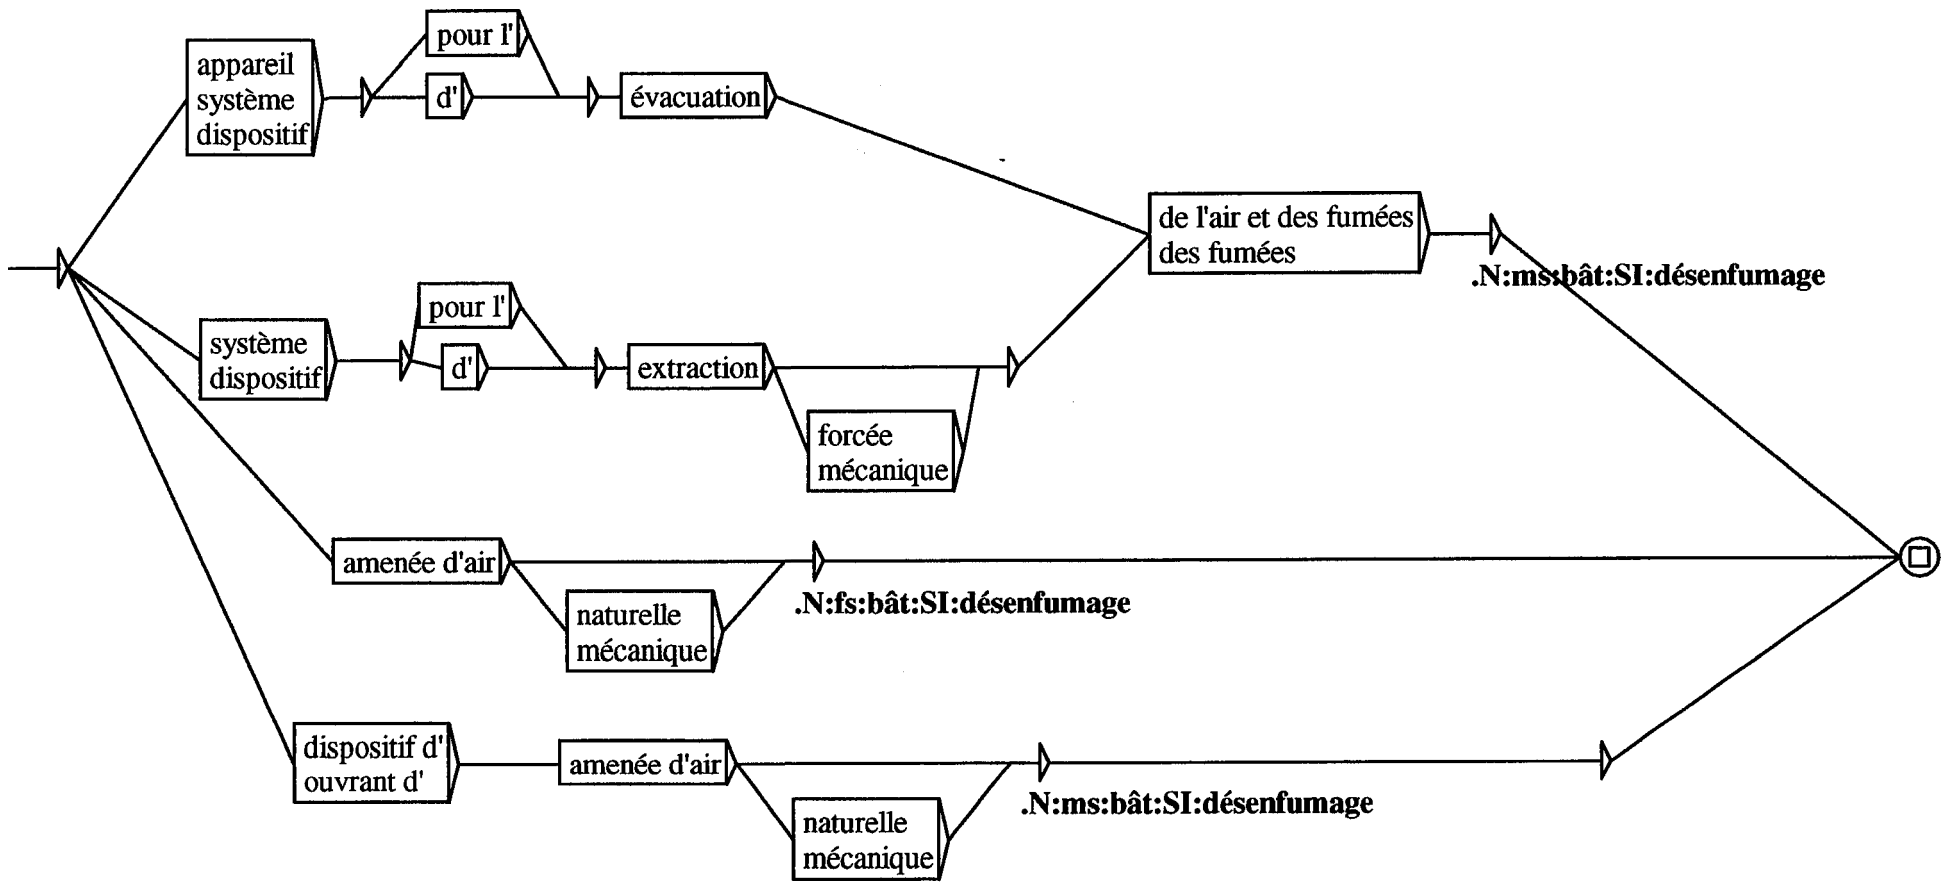 pour l'
appareil
système
dispositif
d'
évacuation
de l'air et des fumées
des fumées
.N:ms:bât:SI:désenfumage
pour l'
système
dispositif
d'
extraction
forcée
mécanique
amenée d'air
.N:fs:bât:SI:désenfumage
naturelle
mécanique
dispositif d'
ouvrant d'
amenée d'air
.N:ms:bât:SI:désenfumage
naturelle
mécanique